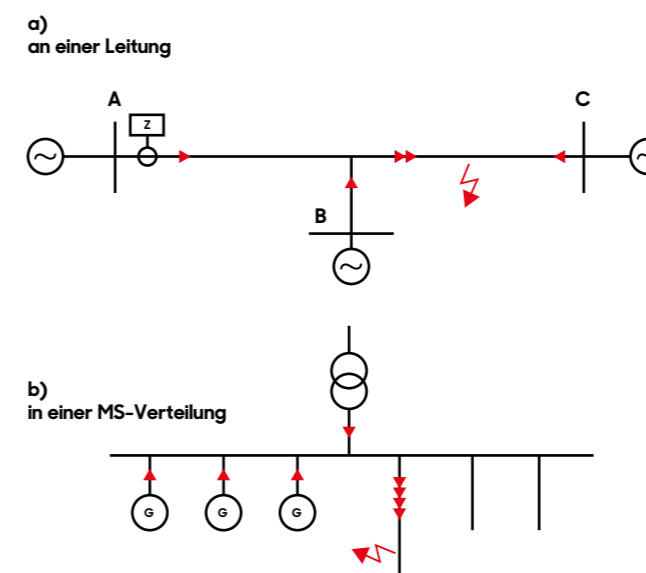 a)
an einer Leitung
A
C
Z
B
b)
in einer MS-Verteilung
G
G
G